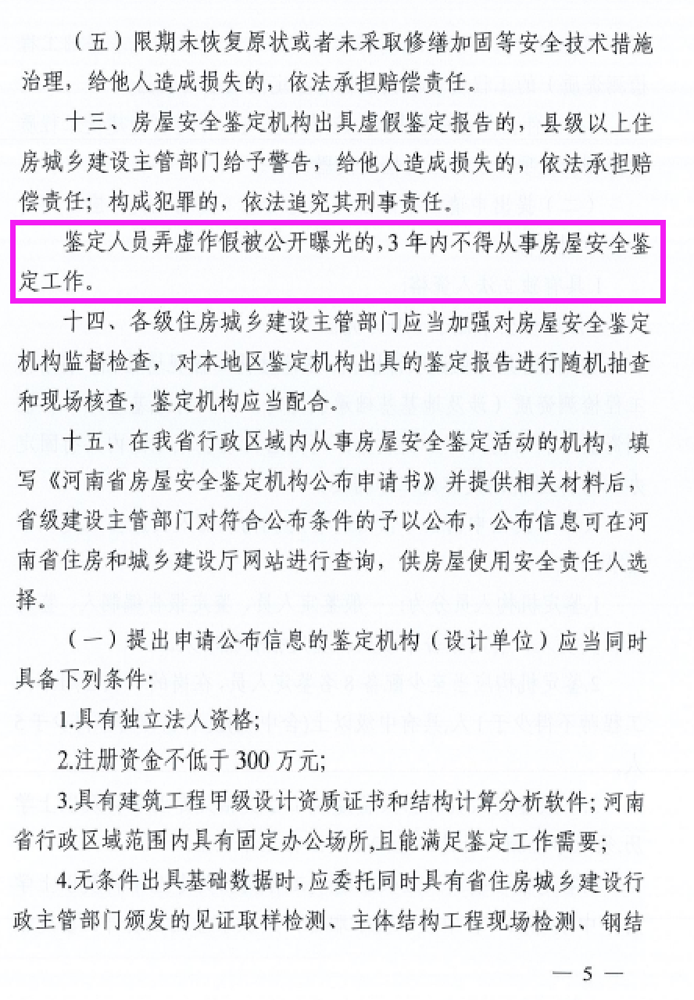 （五）限期未恢复原状或者未采取修缮加固等安全技术措施
治理，给他人造成损失的，依法承担赔偿责任。
十三、房屋安全鉴定机构出具虚假鉴定报告的，县级以上住
房城乡建设主管部门给予警告，给他人造成损失的，依法承担赔
偿责任；构成犯罪的，依法追究其刑事责任。
鉴定人员弄虚作假被公开曝光的，3年内不得从事房屋安全鉴
定工作。
十四、各级住房城乡建设主管部门应当加强对房屋安全鉴定
机构监督检查，对本地区鉴定机构出具的鉴定报告进行随机抽查
和现场核查，鉴定机构应当配合。
十五、在我省行政区域内从事房屋安全鉴定活动的机构，填
写《河南省房屋安全鉴定机构公布申请书》并提供相关材料后，
省级建设主管部门对符合公布条件的予以公布，公布信息可在河
南省住房和城乡建设厅网站进行查询，供房屋使用安全责任人选
择。
（一）提出申请公布信息的鉴定机构（设计单位）应当同时
具备下列条件：
1.具有独立法人资格；
2.注册资金不低于300万元；
3.具有建筑工程甲级设计资质证书和结构计算分析软件；河南
省行政区域范围内具有固定办公场所,且能满足鉴定工作需要；
4.无条件出具基础数据时，应委托同时具有省住房城乡建设行
政主管部门颁发的见证取样检测、主体结构工程现场检测、钢结
— 5 —